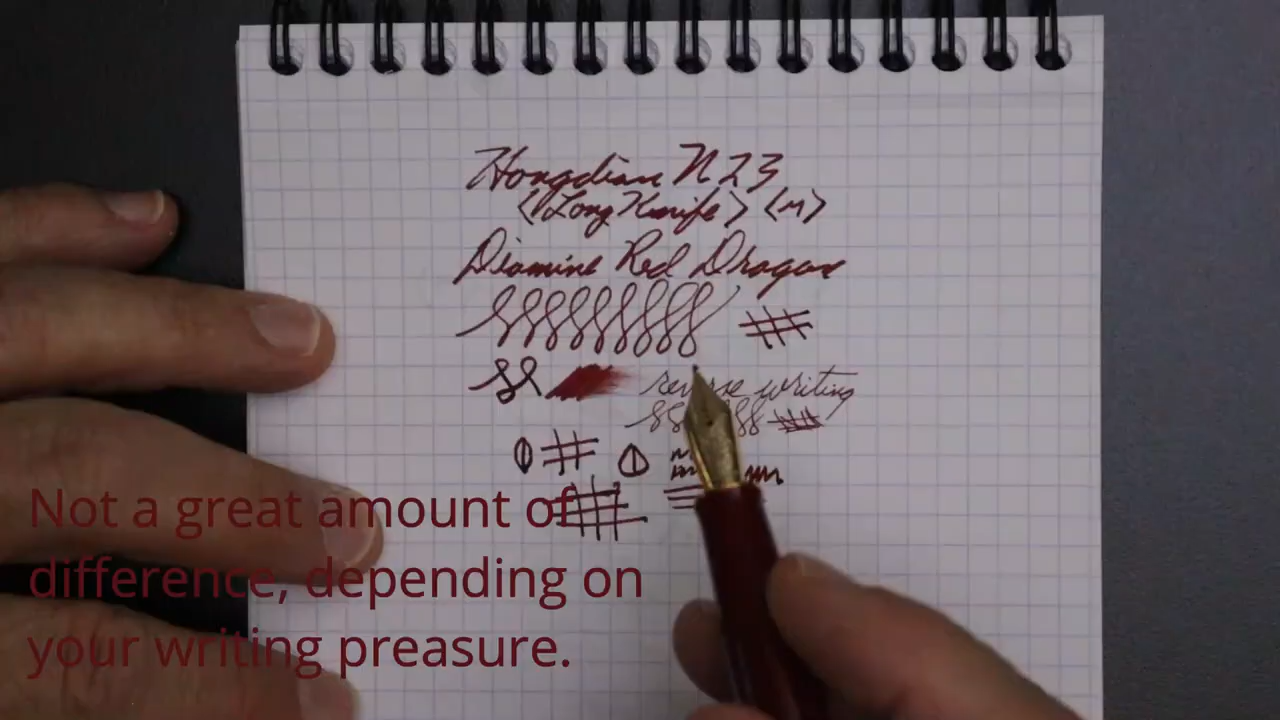 Hongdian N23
<Long Knife> <M>
Diamine Red Dragon
reverse writing
Not a great amount of
difference, depending on
your writing preasure.